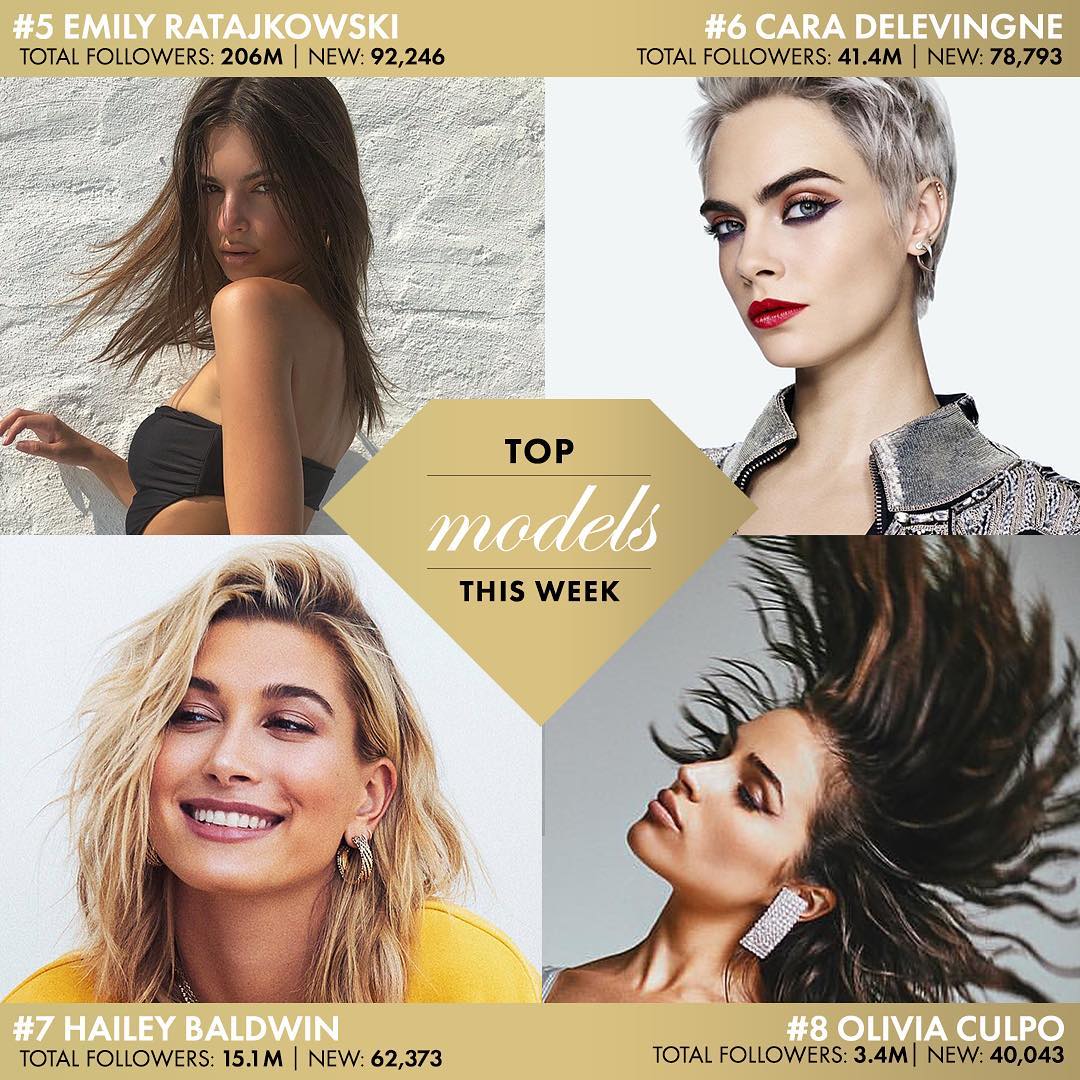 #5 EMILY RATAJKOWSKI
TOTAL FOLLOWERS: 206M | NEW: 92,246
#6 CARA DELEVINGNE
TOTAL FOLLOWERS: 41.4M | NEW: 78,793
TOP
models
THIS WEEK
#7 HAILEY BALDWIN
TOTAL FOLLOWERS: 15.1M | NEW: 62,373
#8 OLIVIA CULPO
TOTAL FOLLOWERS: 3.4M| NEW: 40,043